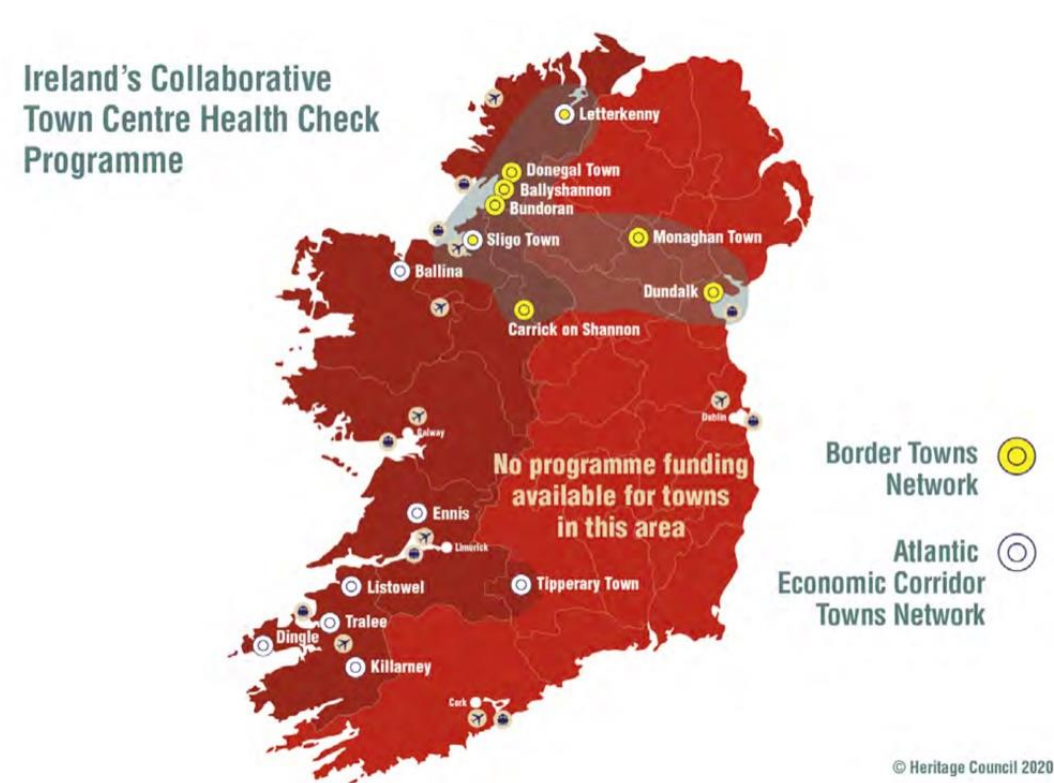 Ireland's Collaborative
Town Centre Health Check
Programme
Letterkenny
Donegal Town
Ballyshannon
Bundoran
Sligo Town
Monaghan Town
Ballina
Dundalk
Carrick on Shannon
Dublin
Galway
No programme funding
available for towns
in this area
Border Towns
Network
Ennis
Limerick
Atlantic
Economic Corridor
Towns Network
Listowel
Tipperary Town
Tralee
Dingle
Killarney
Cork
© Heritage Council 2020